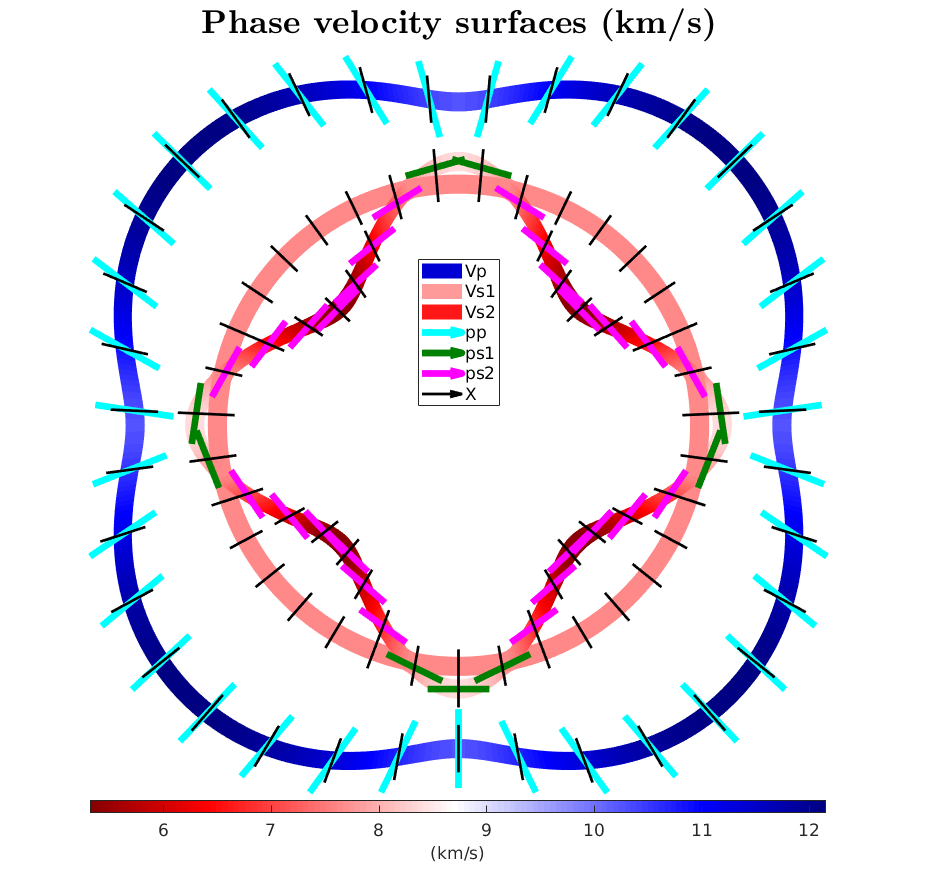 Phase velocity surfaces (km/s)
Vp
Vs1
Vs2
pp
ps1
ps2
X
6 7 8 9 10 11 12
(km/s)